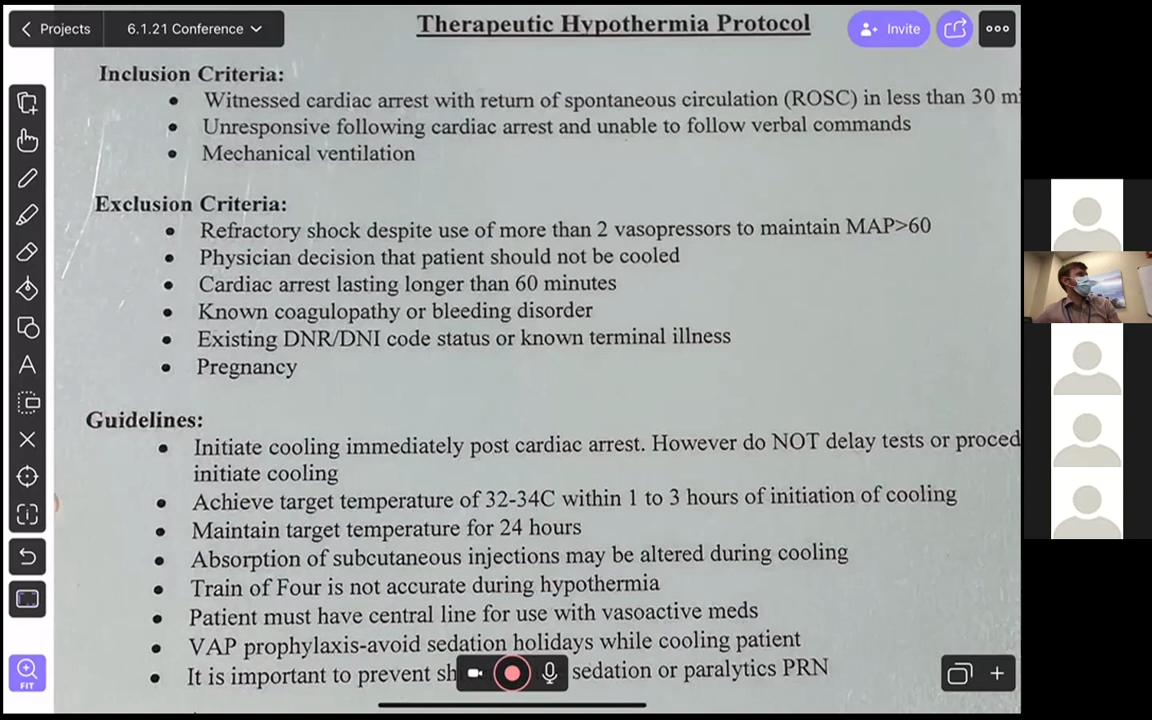 Projects
6.1.21 Conference
Therapeutic Hypothermia Protocol
Invite
Inclusion Criteria:
Witnessed cardiac arrest with return of spontaneous circulation (ROSC) in less than 30
Unresponsive following cardiac arrest and unable to follow verbal commands
Mechanical ventilation
Exclusion Criteria:
Refractory shock despite use of more than 2 vasopressors to maintain MAP>60
Physician decision that patient should not be cooled
Cardiac arrest lasting longer than 60 minutes
Known coagulopathy or bleeding disorder
Existing DNR/DNI code status or known terminal illness
Pregnancy
Guidelines:
Initiate cooling immediately post cardiac arrest. However do NOT delay tests or
initiate cooling
Achieve target temperature of 32-34C within 1 to 3 hours of initiation of cooling
Maintain target temperature for 24 hours
Absorption of subcutaneous injections may be altered during cooling
Train of Four is not accurate during hypothermia
Patient must have central line for use with vasoactive meds
VAP prophylaxis-avoid sedation holidays while cooling patient
It is important to prevent sedation or paralytics PRN
A
FIT